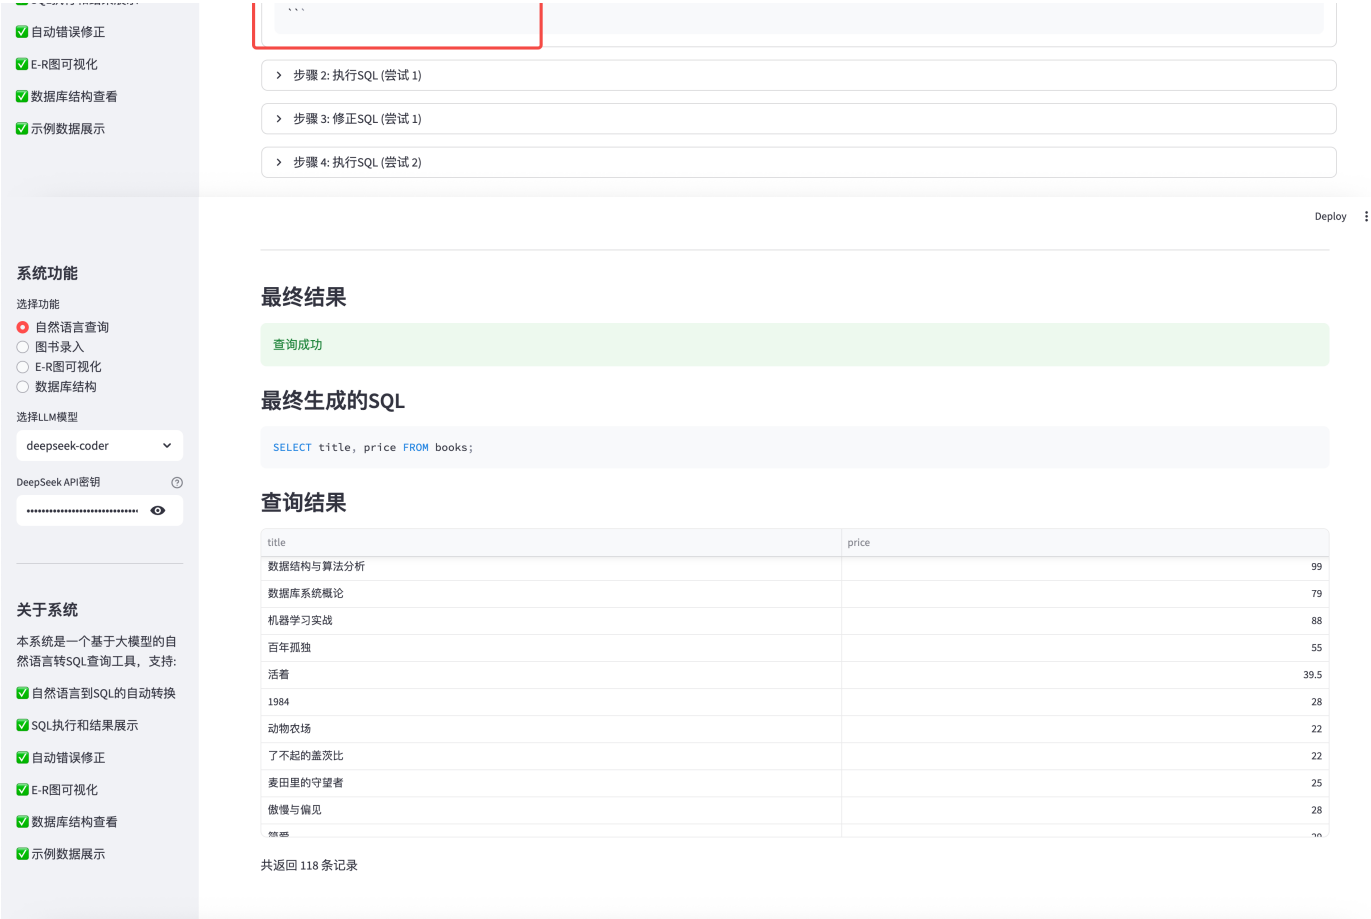 自动错误修正
E-R图可视化
数据库结构查看
示例数据展示
```
步骤 2: 执行SQL (尝试 1)
步骤 3: 修正SQL (尝试 1)
步骤 4: 执行SQL (尝试 2)
Deploy
系统功能
选择功能
自然语言查询
图书录入
E-R图可视化
数据库结构
选择LLM模型
deepseek-coder
DeepSeek API密钥
关于系统
本系统是一个基于大模型的自
然语言转SQL查询工具，支持:
自然语言到SQL的自动转换
SQL执行和结果展示
自动错误修正
E-R图可视化
数据库结构查看
示例数据展示
最终结果
查询成功
最终生成的SQL
SELECT title, price FROM books;
查询结果
title price
数据结构与算法分析 99
数据库系统概论 79
机器学习实战 88
百年孤独 55
活着 39.5
1984 28
动物农场 22
了不起的盖茨比 22
麦田里的守望者 25
傲慢与偏见 28
共返回 118 条记录